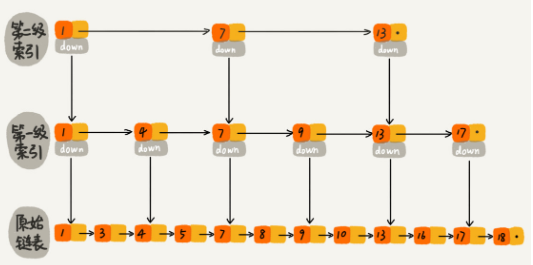 第二级
索引
1 7 13
down down down
第一级
索引
1 4 7 9 13 17
down down down down down down
原始
链表
1 3 4 5 7 8 9 10 13 16 17 18